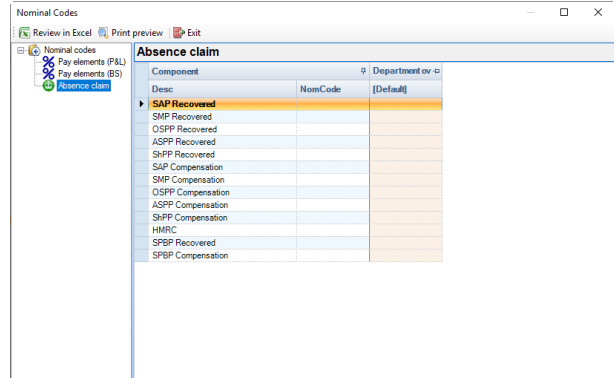 Nominal Codes
Review in Excel Print preview Exit
Nominal codes
Pay elements (P&L)
Pay elements (BS)
Absence claim
Absence claim
Component Department ov
Desc NomCode [Default]
SAP Recovered
SMP Recovered
OSPP Recovered
ASPP Recovered
ShPP Recovered
SAP Compensation
SMP Compensation
OSPP Compensation
ASPP Compensation
ShPP Compensation
HMRC
SPBP Recovered
SPBP Compensation